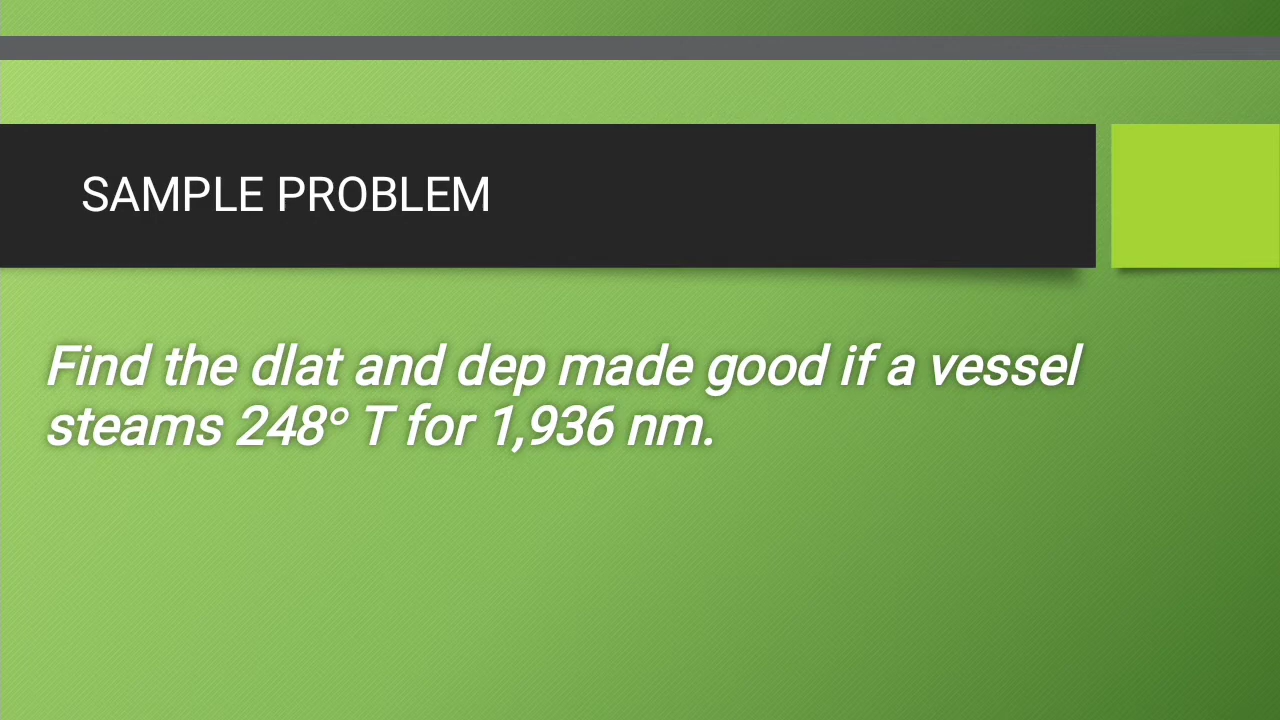 SAMPLE PROBLEM
Find the dlat and dep made good if a vessel
steams 248° T for 1,936 nm.